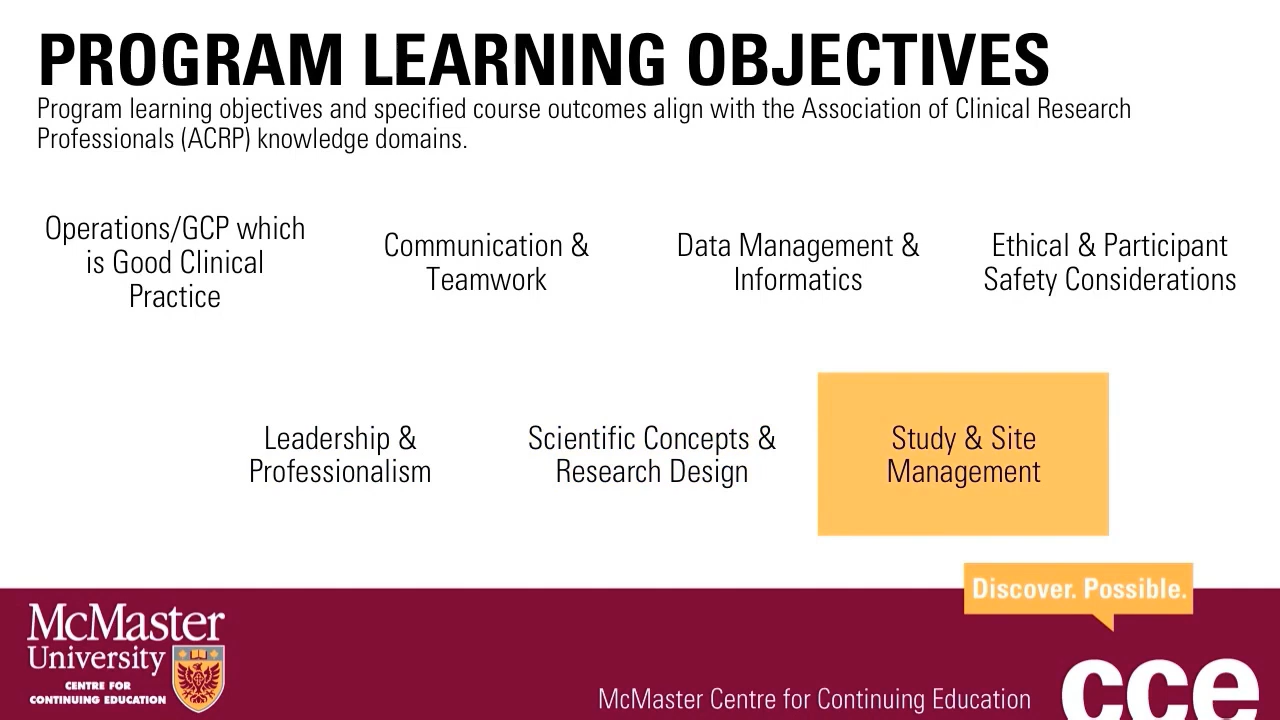 PROGRAM LEARNING OBJECTIVES
Program learning objectives and specified course outcomes align with the Association of Clinical Research
Professionals (ACRP) knowledge domains.
Operations/GCP which
is Good Clinical
Practice
Communication &
Teamwork
Data Management &
Informatics
Ethical & Participant
Safety Considerations
Leadership &
Professionalism
Scientific Concepts &
Research Design
Study & Site
Management
Discover. Possible.
McMaster
University
CENTRE FOR
CONTINUING EDUCATION
McMaster Centre for Continuing Education
cce